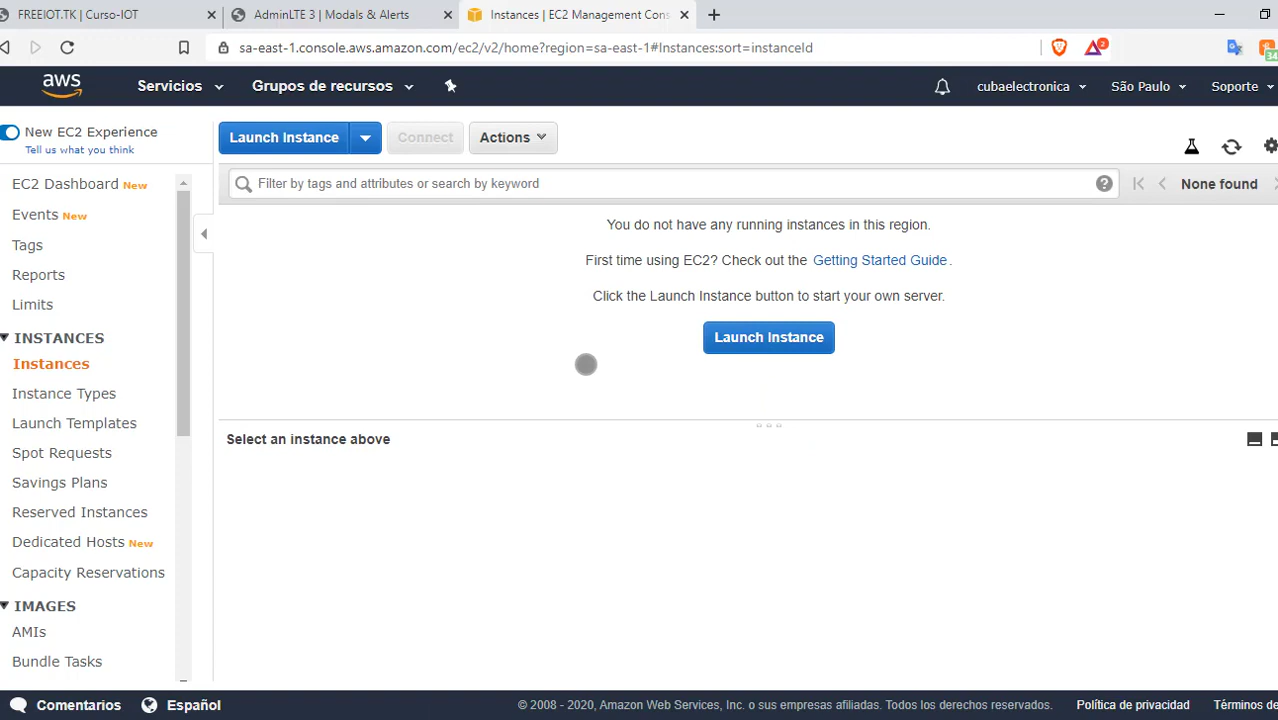 FREEIOT.TK | Curso-IOT
AdminLTE 3 | Modals & Alerts
Instances | EC2 Management Cons
sa-east-1.console.aws.amazon.com/ec2/v2/home?region=sa-east-1#Instances:sort=instanceId
2
34
aws
Servicios
Grupos de recursos
cubaelectronica
São Paulo
Soporte
New EC2 Experience
Tell us what you think
Launch Instance
Connect
Actions
EC2 Dashboard New
Events New
Tags
Reports
Limits
INSTANCES
Instances
Instance Types
Launch Templates
Spot Requests
Savings Plans
Reserved Instances
Dedicated Hosts New
Capacity Reservations
IMAGES
AMIs
Bundle Tasks
Filter by tags and attributes or search by keyword
None found
You do not have any running instances in this region.
First time using EC2? Check out the Getting Started Guide .
Click the Launch Instance button to start your own server.
Launch Instance
Select an instance above
Comentarios
Español
© 2008 - 2020, Amazon Web Services, Inc. o sus empresas afiliadas. Todos los derechos reservados.
Política de privacidad
Términos de